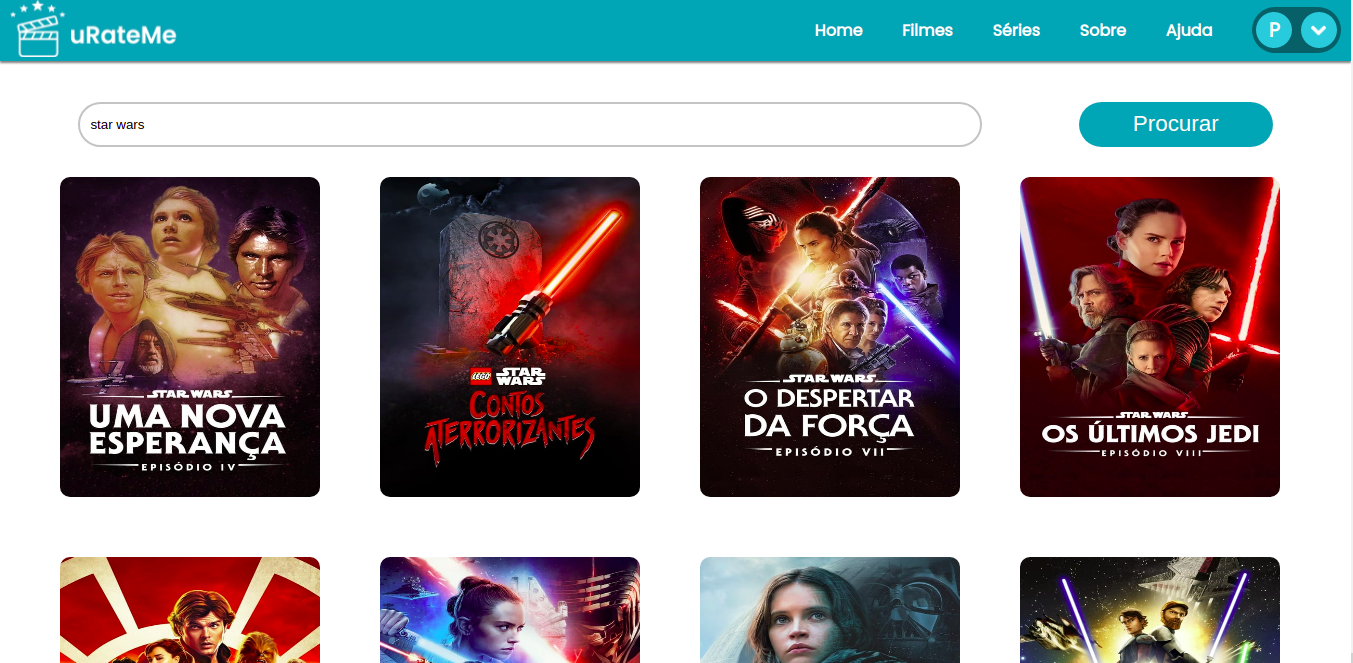 uRateMe
Home
Filmes
Séries
Sobre
Ajuda
P
star wars
Procurar
STAR WARS
UMA NOVA
ESPERANÇA
EPISÓDIO IV
LEGO STAR WARS
CONTOS
ATERRORIZANTES
STAR WARS
O DESPERTAR
DA FORÇA
EPISÓDIO VII
STAR WARS
OS ÚLTIMOS JEDI
EPISÓDIO VIII